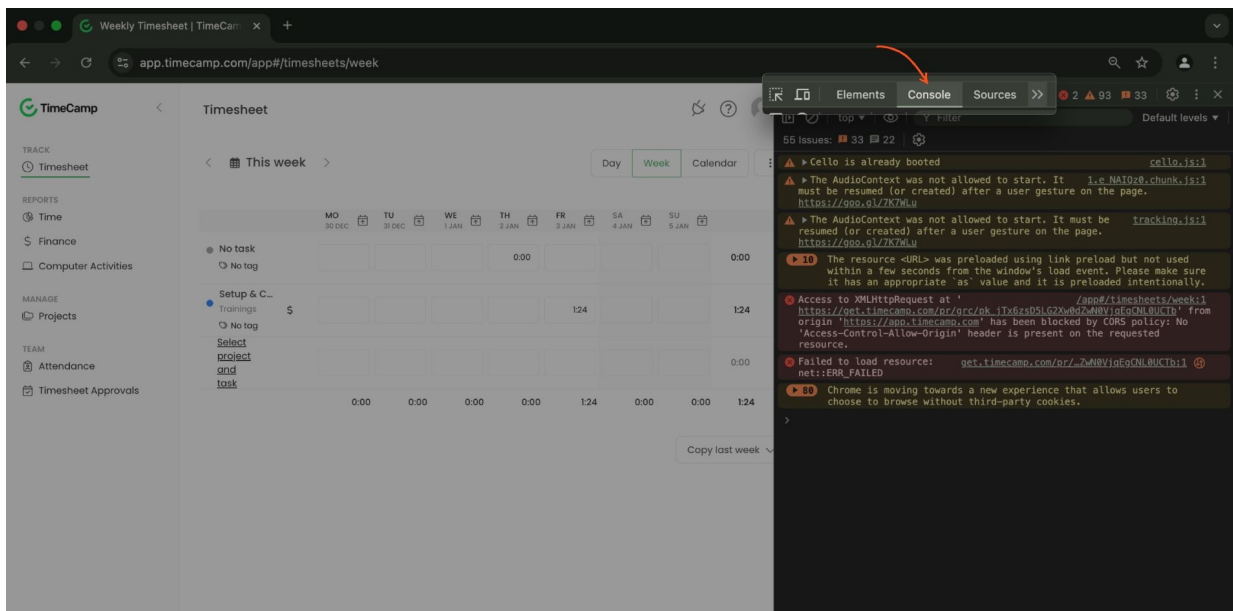 Weekly Timesheet | TimeCam
app.timecamp.com/app#/timesheets/week
TimeCamp
TRACK
Timesheet
REPORTS
Time
Finance
Computer Activities
MANAGE
Projects
TEAM
Attendance
Timesheet Approvals
Timesheet
This week
Day Week Calendar
MO TU WE TH FR SA SU
30 DEC 31 DEC 1 JAN 2 JAN 3 JAN 4 JAN 5 JAN
No task
No tag
0:00 0:00
Setup & C...
Trainings $
No tag
1:24 1:24
Select
project
and
task
0:00
0:00 0:00 0:00 0:00 1:24 0:00 0:00 1:24
Copy last week
Elements Console Sources 2 93 33
top Filter Default levels
55 Issues: 33 22
Cello is already booted cello.js:1
The AudioContext was not allowed to start. It 1.e_NAIQz0.chunk.js:1
must be resumed (or created) after a user gesture on the page.
https://goo.gl/7K7WLu
The AudioContext was not allowed to start. It must be tracking.js:1
resumed (or created) after a user gesture on the page.
https://goo.gl/7K7WLu
10 The resource <URL> was preloaded using link preload but not used
within a few seconds from the window's load event. Please make sure
it has an appropriate `as` value and it is preloaded intentionally.
Access to XMLHttpRequest at ' /app#/timesheets/week:1
https://get.timecamp.com/pr/grc/pk_jTx6zsD5LG2Xw0dZwN0VjqEgCNL0UCTb' from
origin 'https://app.timecamp.com' has been blocked by CORS policy: No
'Access-Control-Allow-Origin' header is present on the requested
resource.
Failed to load resource: get.timecamp.com/pr/…ZwN0VjqEgCNL0UCTb:1
net::ERR_FAILED
80 Chrome is moving towards a new experience that allows users to
choose to browse without third-party cookies.